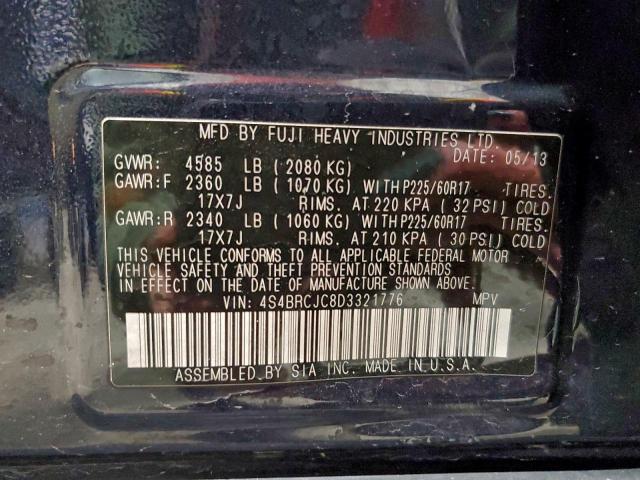 MFD BY FUJI HEAVY INDUSTRIES LTD.
DATE: 05/13
GVWR: 4585 LB (2080 KG)
GAWR:F 2360 LB (1070 KG) WITH P225/60R17 TIRES
17X7J RIMS. AT 220 KPA (32 PSI) COLD
GAWR:R 2340 LB (1060 KG) WITH P225/60R17 TIRES.
17X7J RIMS. AT 210 KPA (30 PSI) COLD
THIS VEHICLE CONFORMS TO ALL APPLICABLE FEDERAL MOTOR
VEHICLE SAFETY AND THEFT PREVENTION STANDARDS
IN EFFECT ON THE DATE OF MANUFACTURE SHOWN ABOVE.
VIN: 4S4BRCJC8D3321776 MPV
ASSEMBLED BY SIA INC. MADE IN U.S.A.